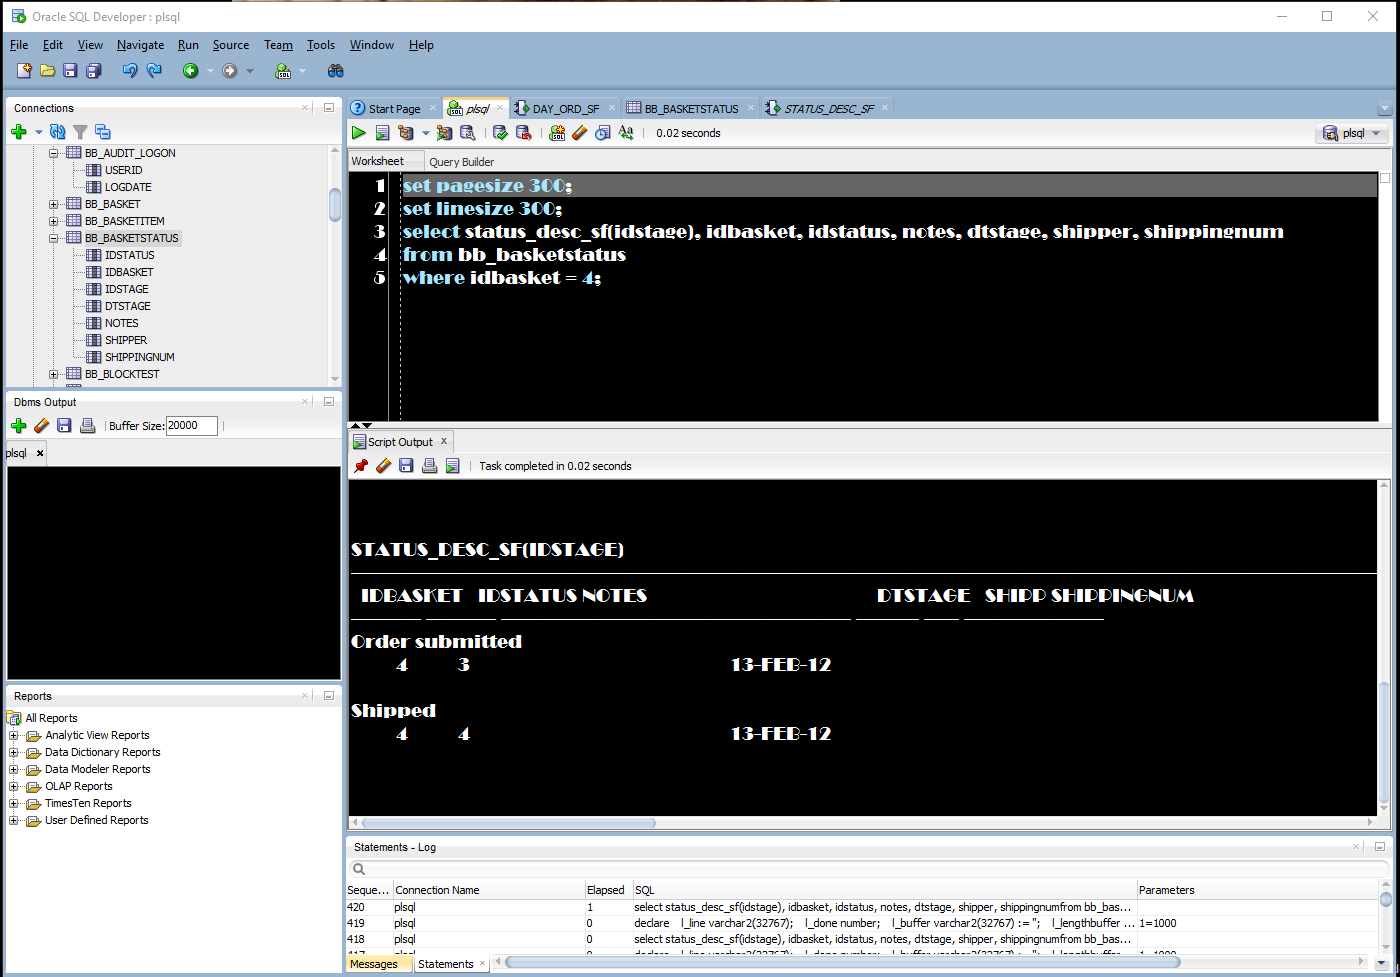 Oracle SQL Developer : plsql
File Edit View Navigate Run Source Team Tools Window Help
Connections
BB_AUDIT_LOGON
USERID
LOGDATE
BB_BASKET
BB_BASKETITEM
BB_BASKETSTATUS
IDSTATUS
IDBASKET
IDSTAGE
DTSTAGE
NOTES
SHIPPER
SHIPPINGNUM
BB_BLOCKTEST
Dbms Output
Buffer Size: 20000
plsql
Reports
All Reports
Analytic View Reports
Data Dictionary Reports
Data Modeler Reports
OLAP Reports
TimesTen Reports
User Defined Reports
Start Page plsql DAY_ORD_SF BB_BASKETSTATUS STATUS_DESC_SF
0.02 seconds plsql
Worksheet Query Builder
1 set pagesize 300;
2 set linesize 300;
3 select status_desc_sf(idstage), idbasket, idstatus, notes, dtstage, shipper, shippingnum
4 from bb_basketstatus
5 where idbasket = 4;
Script Output
Task completed in 0.02 seconds
STATUS_DESC_SF(IDSTAGE)
IDBASKET IDSTATUS NOTES DTSTAGE SHIPP SHIPPINGNUM
Order submitted
4 3 13-FEB-12
Shipped
4 4 13-FEB-12
Statements - Log
Seque... Connection Name Elapsed SQL Parameters
420 plsql 1 select status_desc_sf(idstage), idbasket, idstatus, notes, dtstage, shipper, shippingnumfrom bb_bas...
419 plsql 0 declare l_line varchar2(32767); l_done number; l_buffer varchar2(32767) := ''; l_lengthbuffer ... 1=1000
418 plsql 0 select status_desc_sf(idstage), idbasket, idstatus, notes, dtstage, shipper, shippingnumfrom bb_bas...
Messages Statements